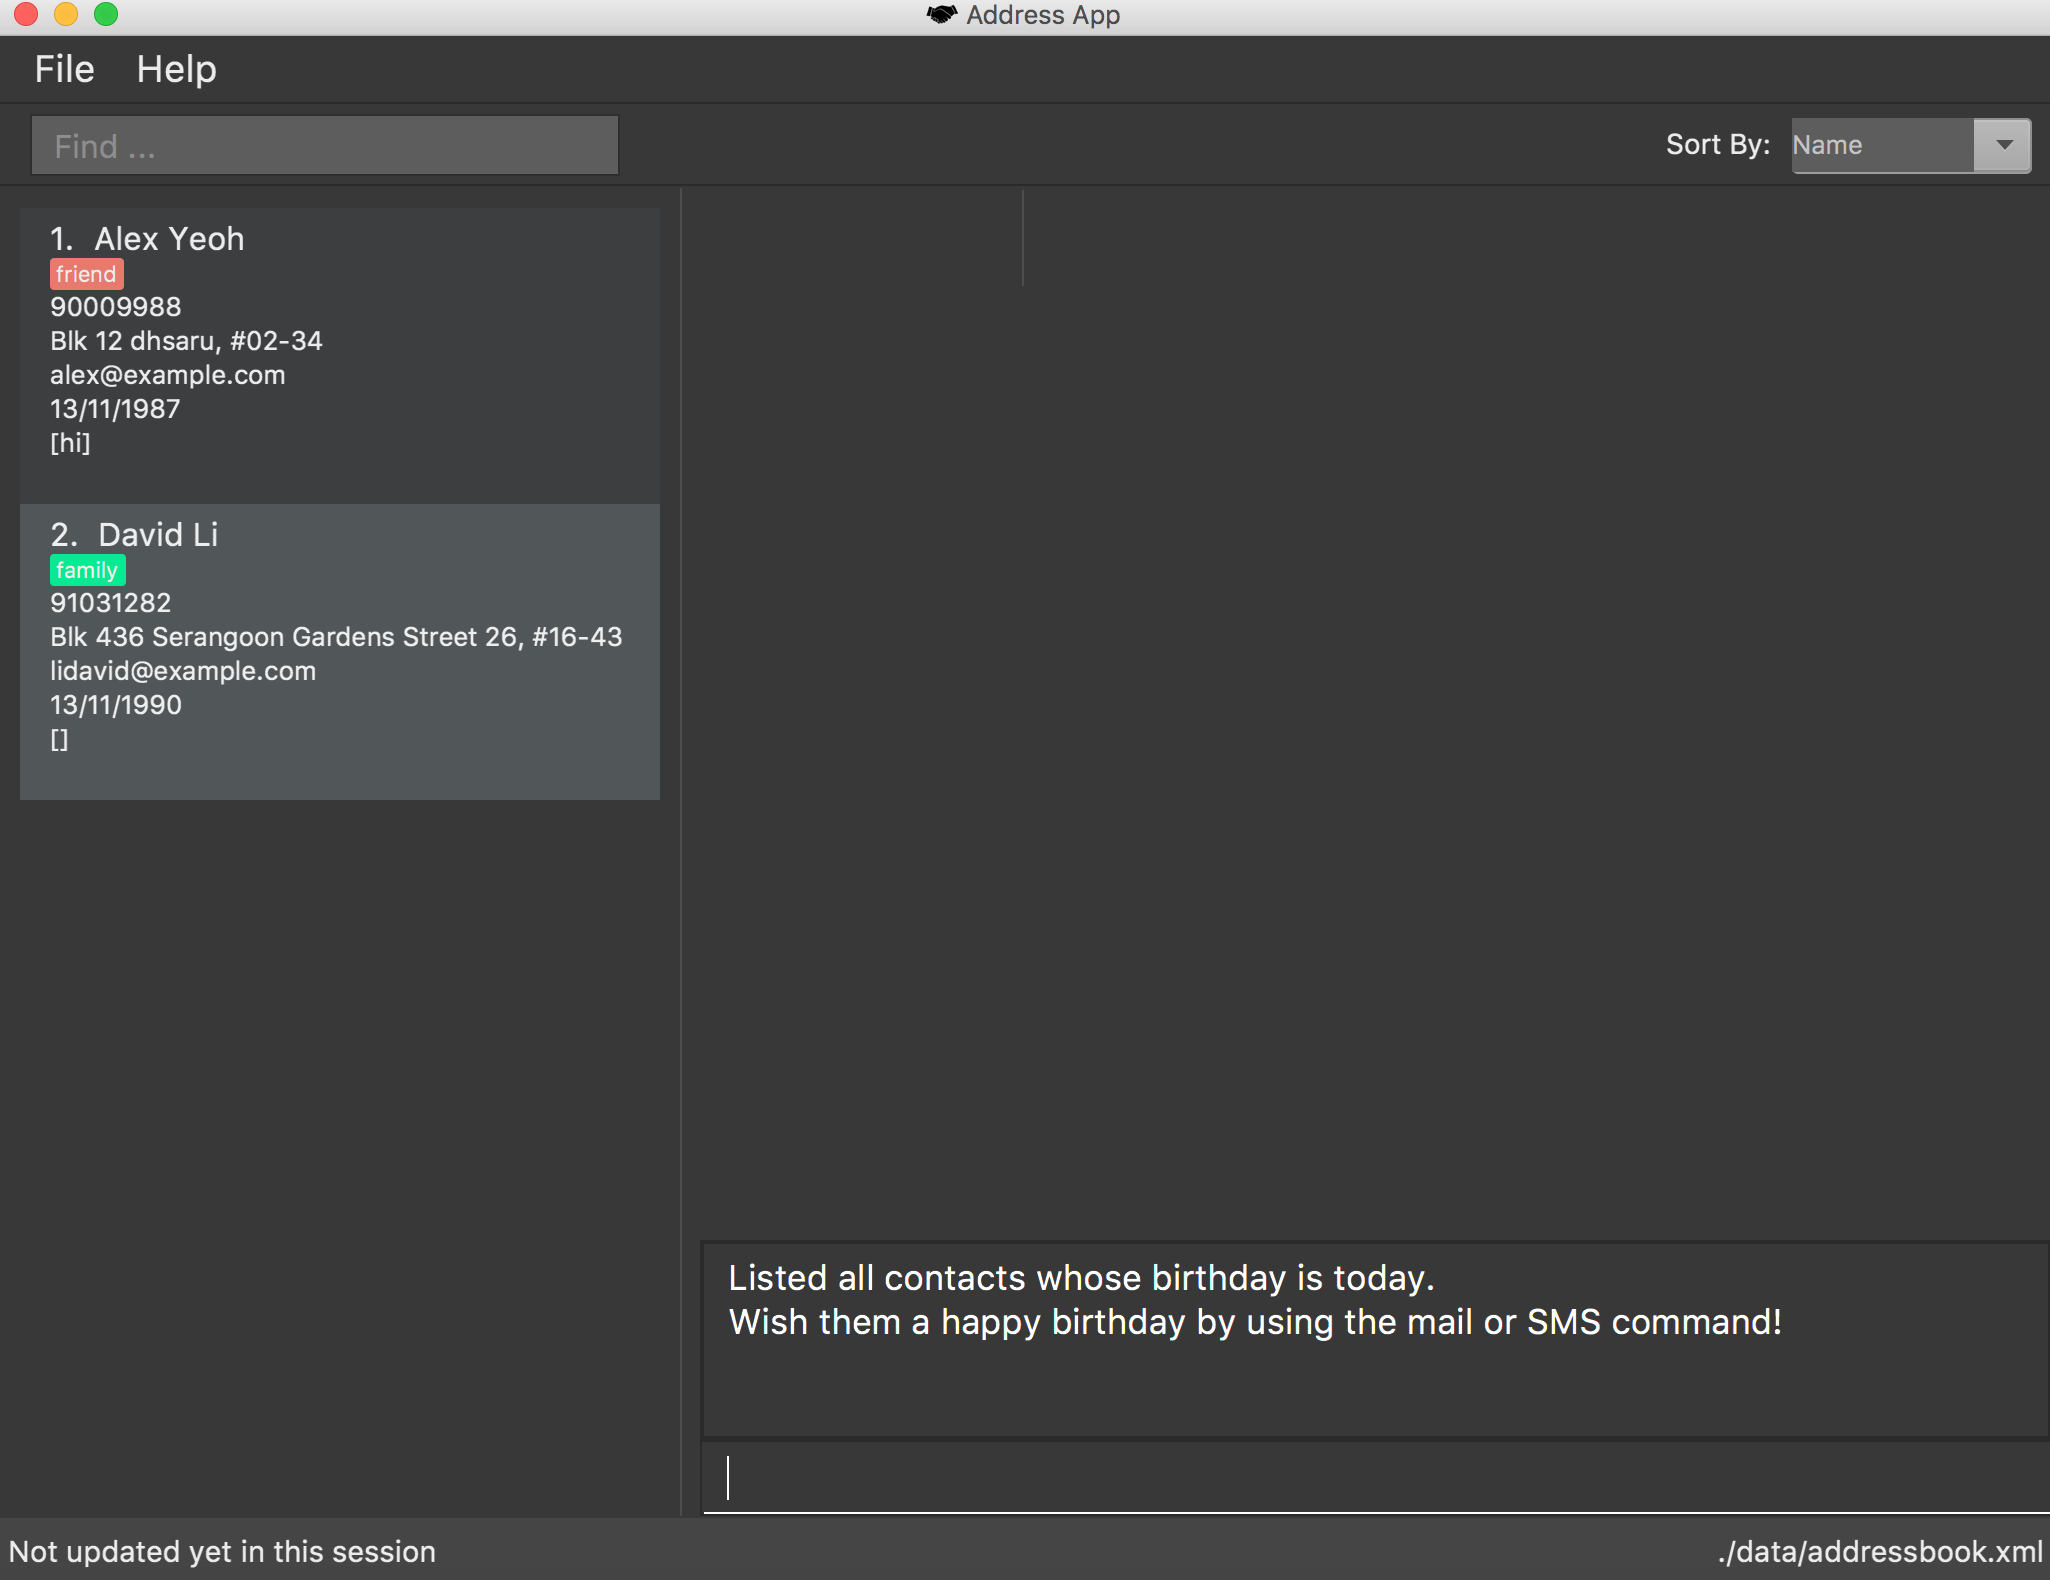 Address App
File Help
Find ...
Sort By: Name
1. Alex Yeoh
friend
90009988
Blk 12 dhsaru, #02-34
alex@example.com
13/11/1987
[hi]
2. David Li
family
91031282
Blk 436 Serangoon Gardens Street 26, #16-43
lidavid@example.com
13/11/1990
[]
Listed all contacts whose birthday is today.
Wish them a happy birthday by using the mail or SMS command!
Not updated yet in this session
./data/addressbook.xml